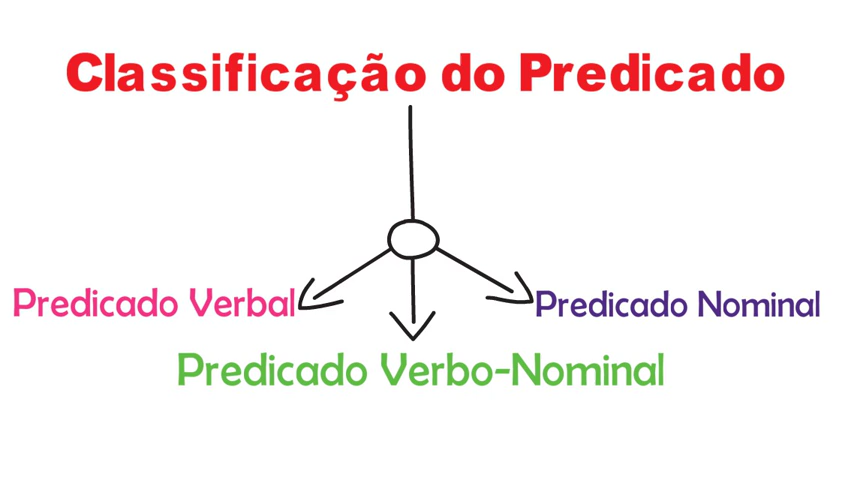 Classificação do Predicado
Predicado Verbal
Predicado Nominal
Predicado Verbo-Nominal